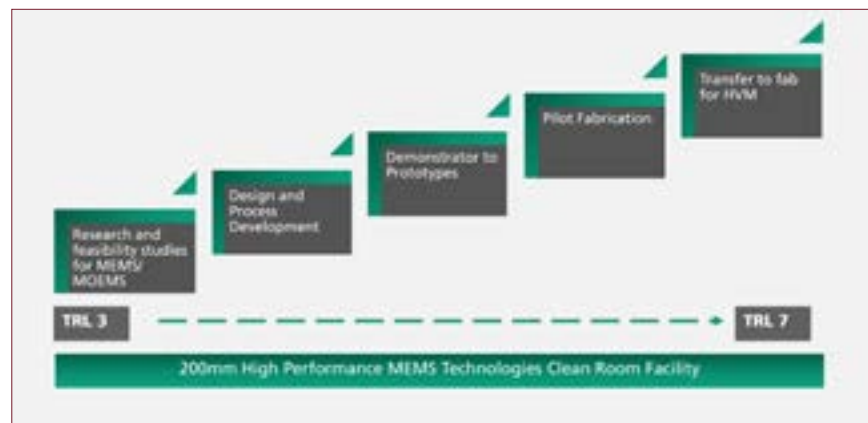 Research and
feasibility studies
for MEMS/
MOEMS
Design and
Process
Development
Demonstrator to
Prototypes
Pilot Fabrication
Transfer to fab
for HVM
TRL 3
TRL 7
200mm High Performance MEMS Technologies Clean Room Facility